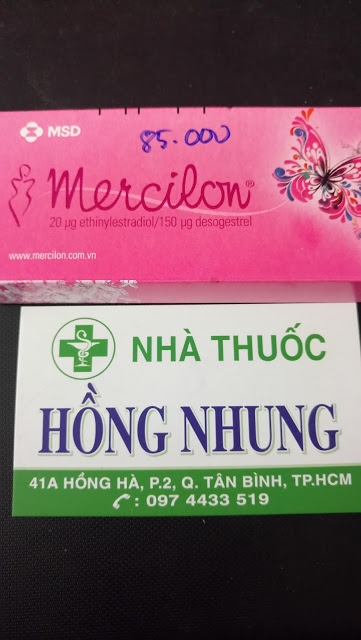 MSD
85.000
Mercilon®
20 µg ethinylestradiol/150 µg desogestrel
www.mercilon.com.vn
NHÀ THUỐC
HỒNG NHUNG
41A HỒNG HÀ, P.2, Q. TÂN BÌNH, TP.HCM
: 097 4433 519